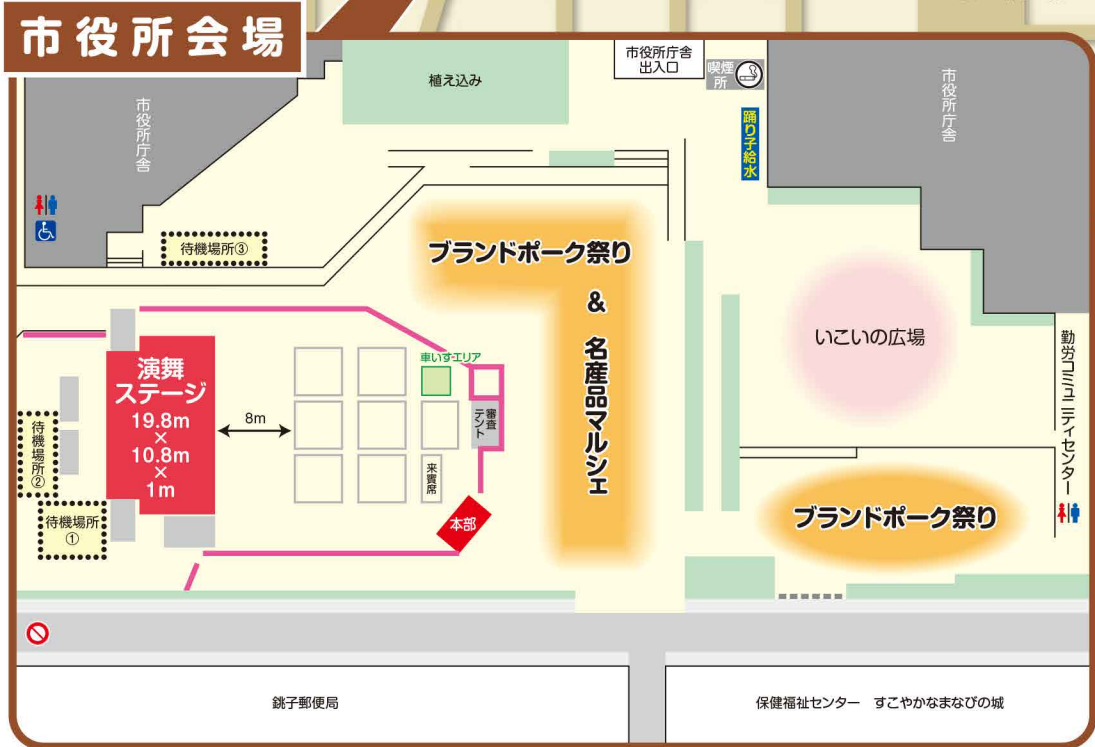 市役所会場
植え込み
市役所庁舎
出入口
喫煙
所
市役所庁舎
市役所庁舎
踊り子給水
待機場所③
ブランドポーク祭り
&
名産品マルシェ
いこいの広場
勤労コミュニティセンター
演舞
ステージ
19.8m
×
10.8m
×
1m
8m
車いすエリア
審査
テント
来賓席
本部
待機場所
②
待機場所
①
ブランドポーク祭り
銚子郵便局
保健福祉センター すこやかなまなびの城